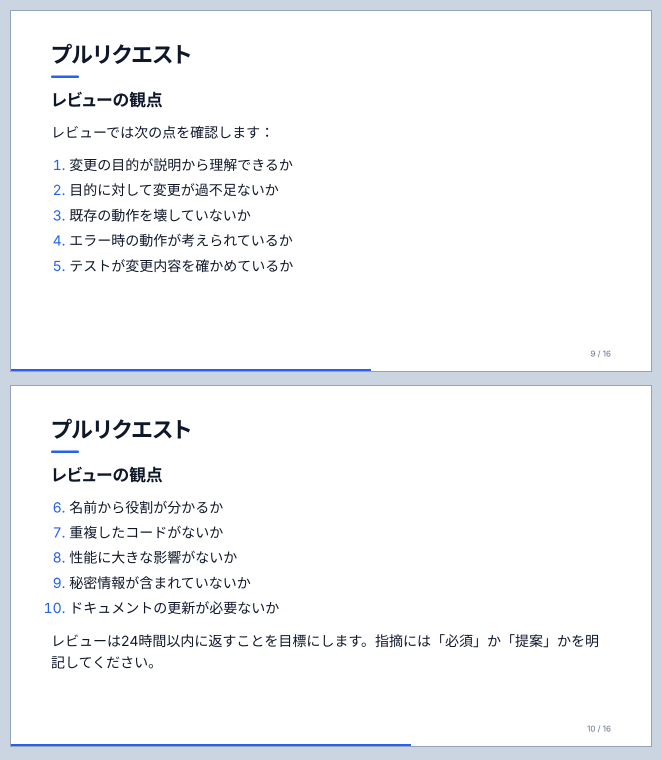 プルリクエスト
レビューの観点
レビューでは次の点を確認します：
1. 変更の目的が説明から理解できるか
2. 目的に対して変更が過不足ないか
3. 既存の動作を壊していないか
4. エラー時の動作が考えられているか
5. テストが変更内容を確かめているか
9 / 16
プルリクエスト
レビューの観点
6. 名前から役割が分かるか
7. 重複したコードがないか
8. 性能に大きな影響がないか
9. 秘密情報が含まれていないか
10. ドキュメントの更新が必要ないか
レビューは24時間以内に返すことを目標にします。指摘には「必須」か「提案」かを明
記してください。
10 / 16